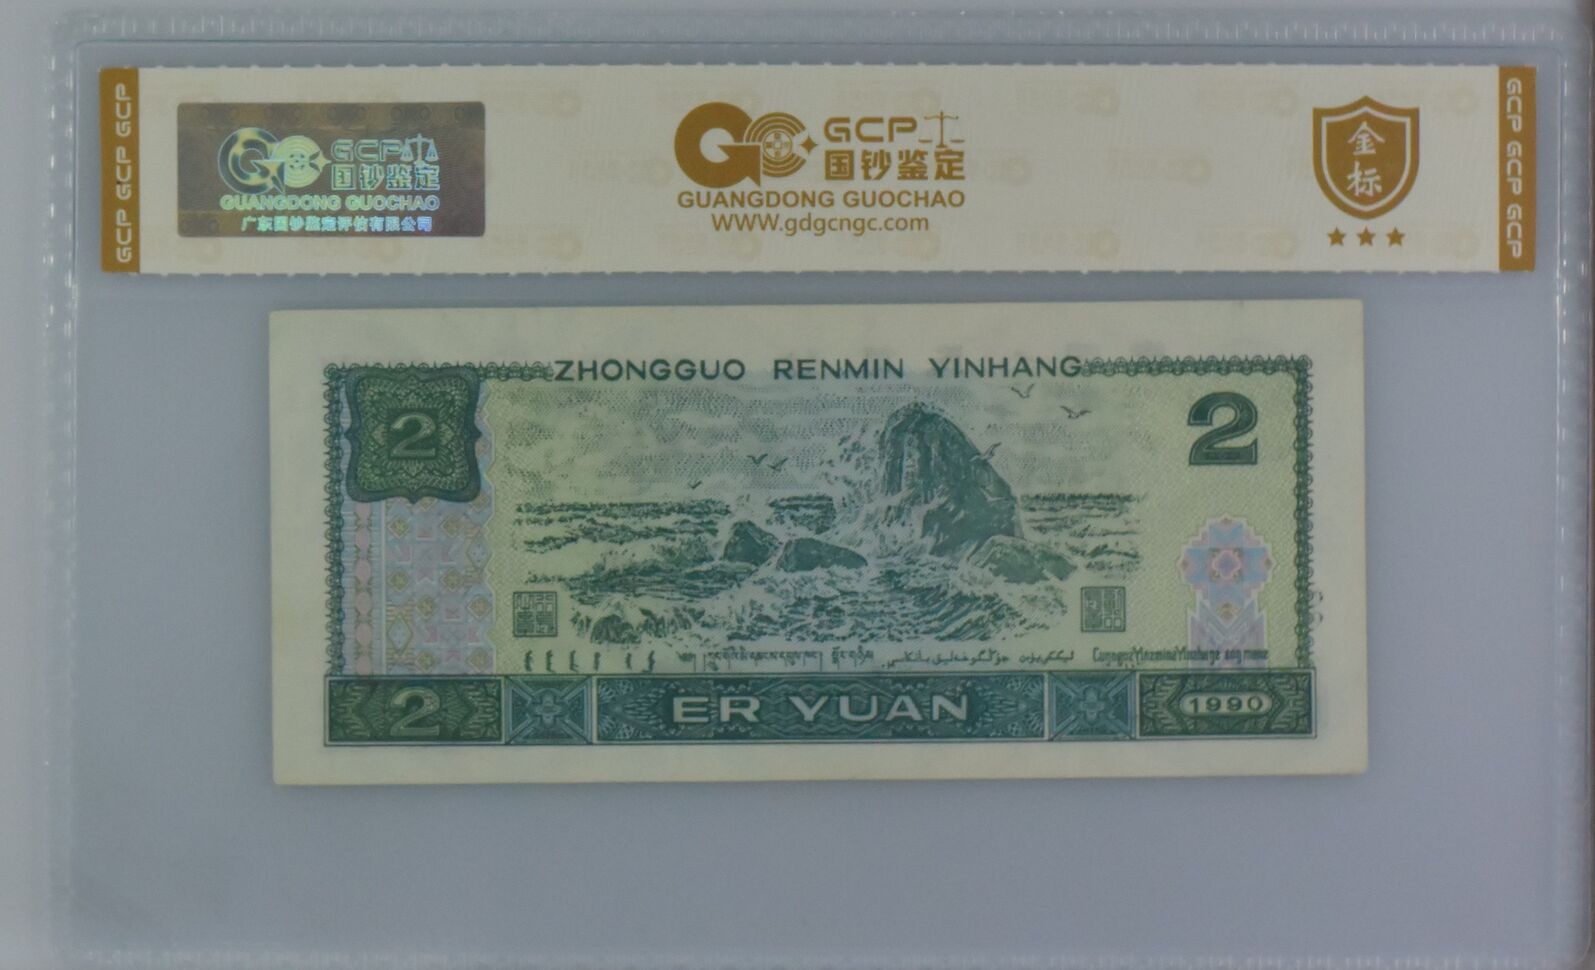 GCP GCP GCP
GCP
国钞鉴定
GUANGDONG GUOCHAO
广东国钞鉴定评估有限公司
GCP
国钞鉴定
GUANGDONG GUOCHAO
WWW.gdgcngc.com
金
标
GCP GCP GCP
ZHONGGUO RENMIN YINHANG
2
2
2
ER YUAN
1990